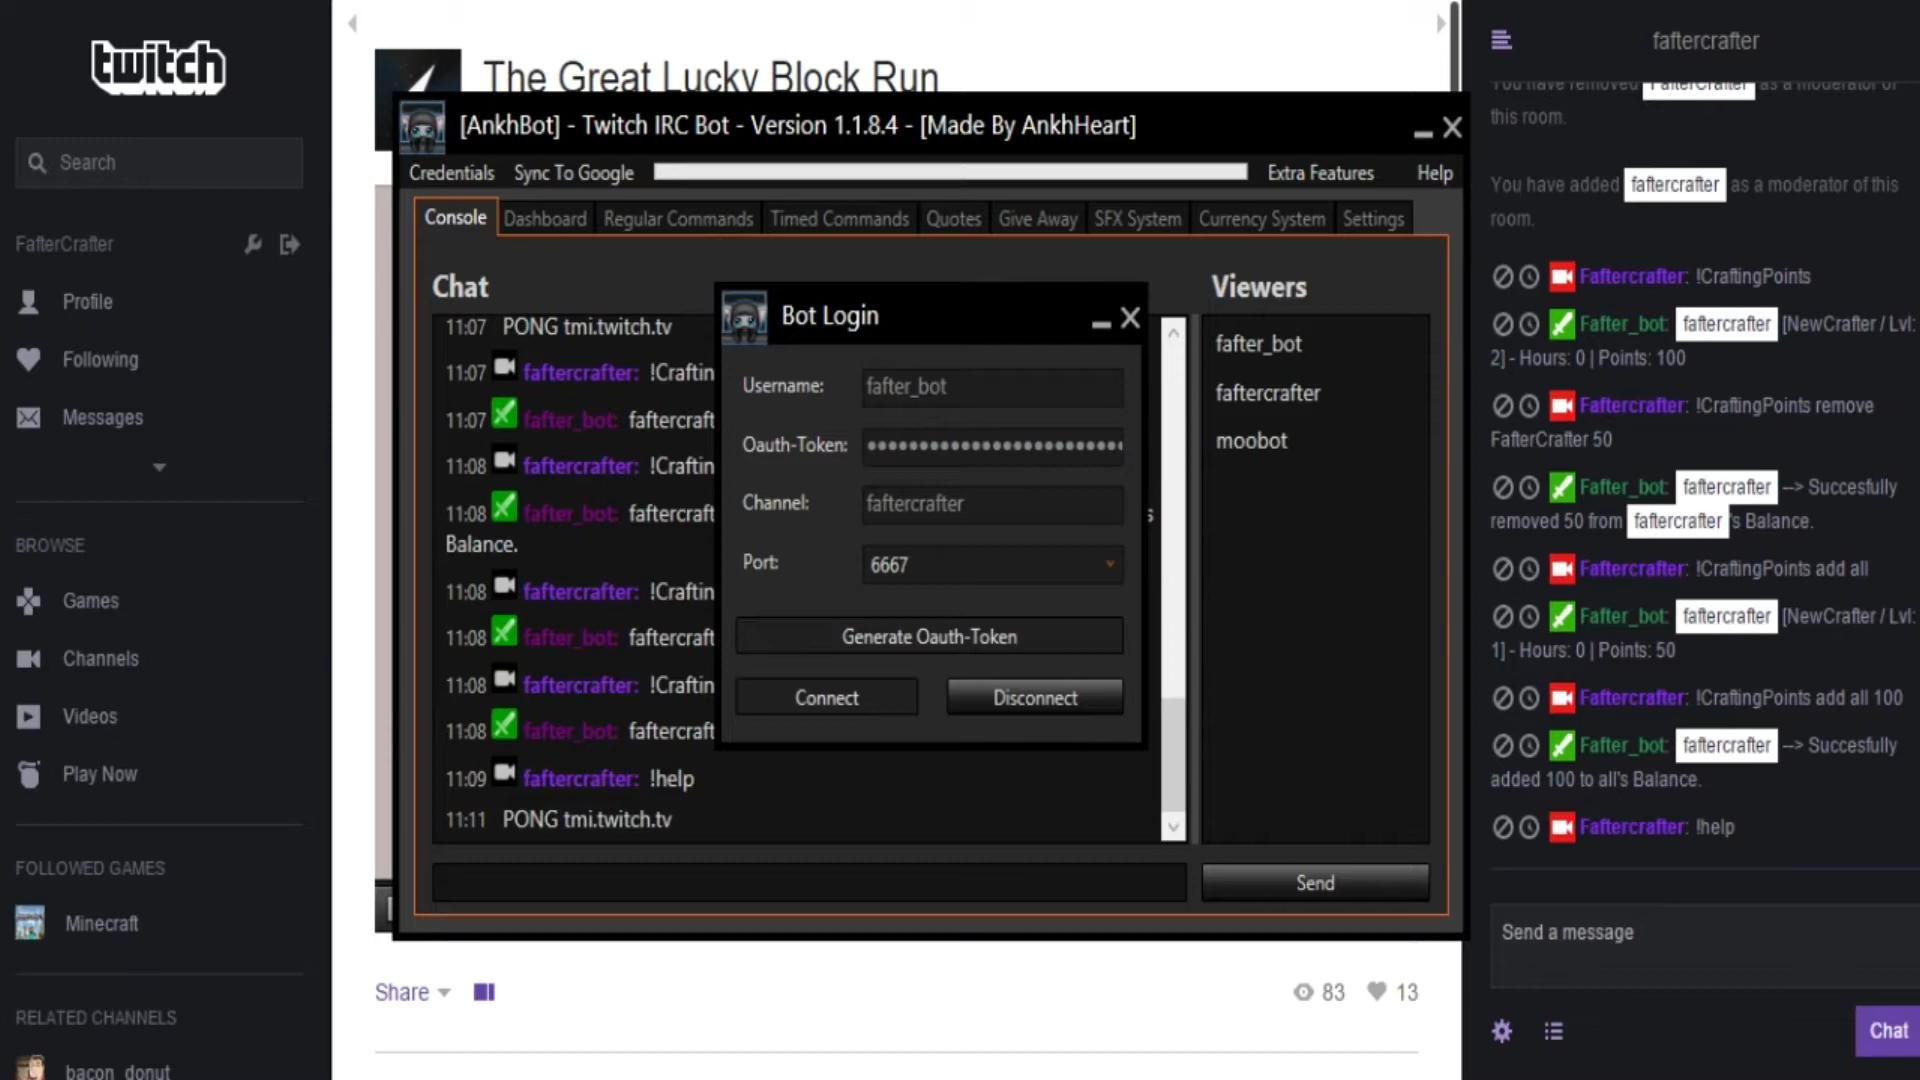 twitch
Search
FafterCrafter
Profile
Following
Messages
BROWSE
Games
Channels
Videos
Play Now
FOLLOWED GAMES
Minecraft
RELATED CHANNELS
bacon_donut
The Great Lucky Block Run
[AnkhBot] - Twitch IRC Bot - Version 1.1.8.4 - [Made By AnkhHeart]
Credentials Sync To Google Extra Features Help
Console Dashboard Regular Commands Timed Commands Quotes Give Away SFX System Currency System Settings
Chat
11:07 PONG tmi.twitch.tv
11:07 faftercrafter: !Craftin
11:07 fafter_bot: faftercraft
11:08 faftercrafter: !Craftin
11:08 fafter_bot: faftercraft s
Balance.
11:08 faftercrafter: !Craftin
11:08 fafter_bot: faftercraft
11:08 faftercrafter: !Craftin
11:08 fafter_bot: faftercraft
11:09 faftercrafter: !help
11:11 PONG tmi.twitch.tv
Send
Viewers
fafter_bot
faftercrafter
moobot
Bot Login
Username: fafter_bot
Oauth-Token:
Channel: faftercrafter
Port: 6667
Generate Oauth-Token
Connect Disconnect
Share 83 13
faftercrafter
You have removed FafterCrafter as a moderator of
this room.
You have added faftercrafter as a moderator of this
room.
Faftercrafter: !CraftingPoints
Fafter_bot: faftercrafter [NewCrafter / Lvl:
2] - Hours: 0 | Points: 100
Faftercrafter: !CraftingPoints remove
FafterCrafter 50
Fafter_bot: faftercrafter --> Succesfully
removed 50 from faftercrafter 's Balance.
Faftercrafter: !CraftingPoints add all
Fafter_bot: faftercrafter [NewCrafter / Lvl:
1] - Hours: 0 | Points: 50
Faftercrafter: !CraftingPoints add all 100
Fafter_bot: faftercrafter --> Succesfully
added 100 to all's Balance.
Faftercrafter: !help
Send a message
Chat